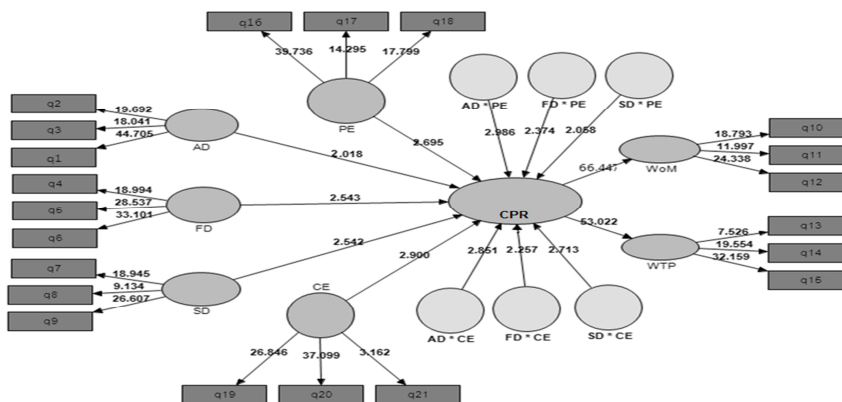 q16 q17 q18
39.736 14.295 17.799
PE
AD * PE FD * PE SD * PE
2.986 2.374 2.058
q2
q3
q1
19.692
18.041
44.705
AD
2.018
2.695
q4
q5
q6
18.994
28.537
33.101
FD
2.543
q7
q8
q9
18.945
9.134
26.607
SD
2.542
CE
2.900
26.846 37.099 3.162
q19 q20 q21
CPR
66.447
WoM
18.793
11.997
24.338
q10
q11
q12
53.022
WTP
7.526
19.554
32.159
q13
q14
q15
2.851 2.257 2.713
AD * CE FD * CE SD * CE